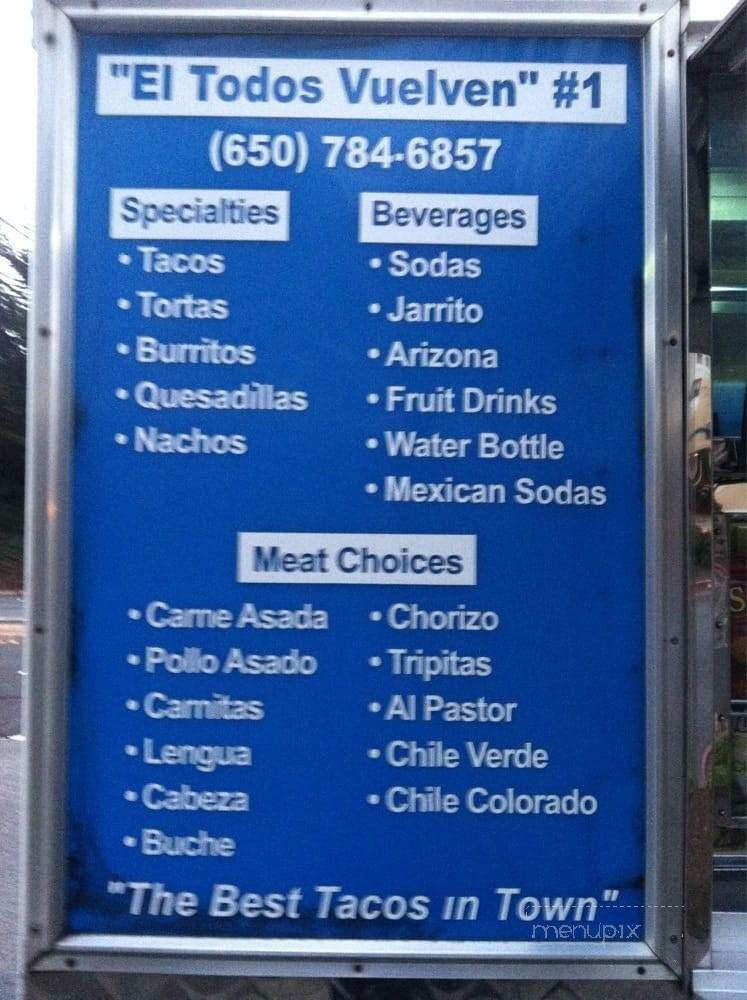 "El Todos Vuelven" #1
(650) 784-6857
Specialties
• Tacos
• Tortas
• Burritos
• Quesadillas
• Nachos
Beverages
• Sodas
• Jarrito
• Arizona
• Fruit Drinks
• Water Bottle
• Mexican Sodas
Meat Choices
• Carne Asada
• Pollo Asado
• Carnitas
• Lengua
• Cabeza
• Buche
• Chorizo
• Tripitas
• Al Pastor
• Chile Verde
• Chile Colorado
"The Best Tacos in Town"
menupix